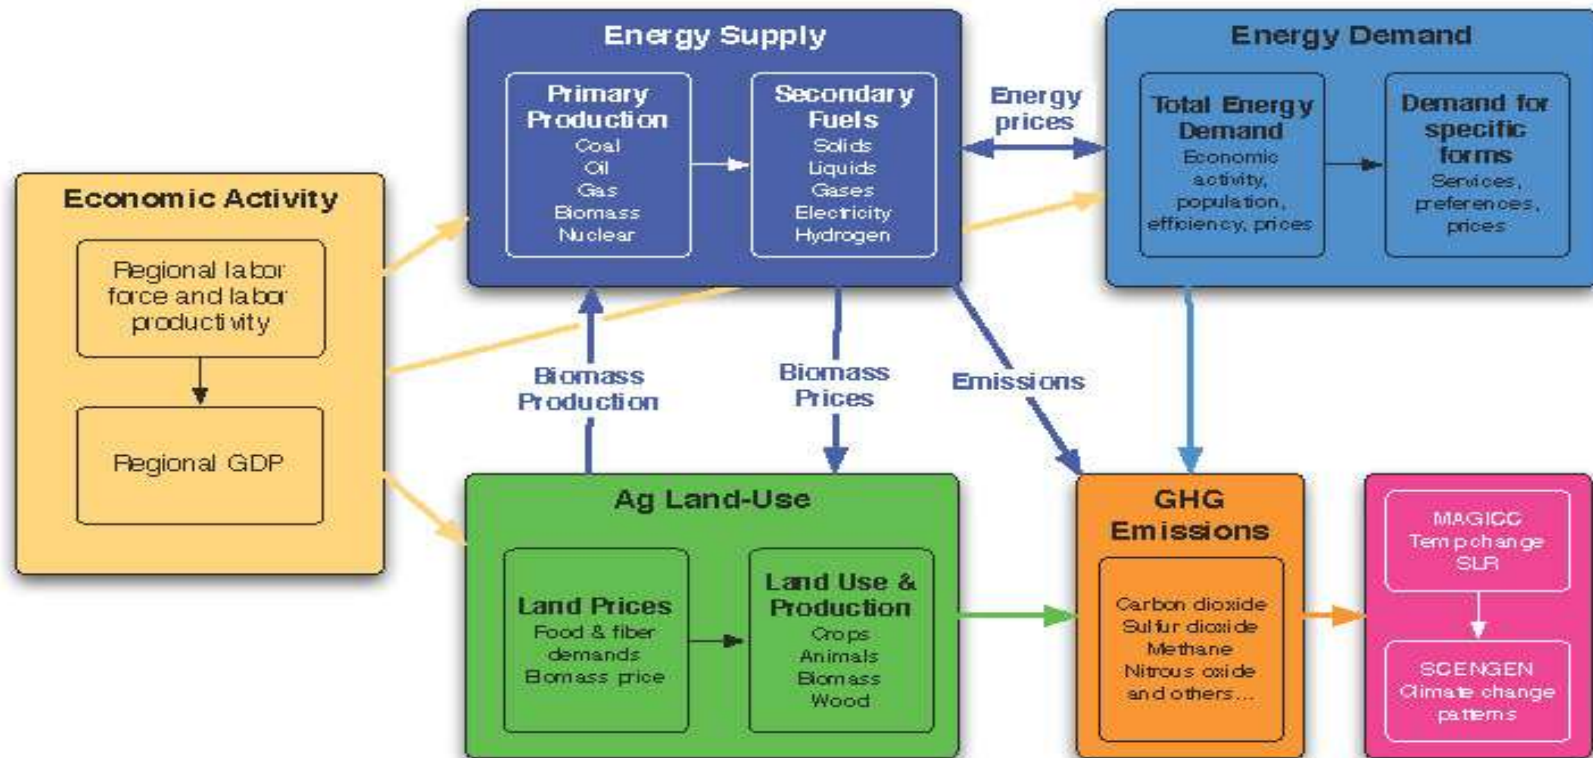 Economic Activity
Regional labor
force and labor
productivity
Regional GDP
Energy Supply
Primary
Production
Coal
Oil
Gas
Biomass
Nuclear
Secondary
Fuels
Solids
Liquids
Gases
Electricity
Hydrogen
Energy
prices
Energy Demand
Total Energy
Demand
Economic
activity,
population,
efficiency, prices
Demand for
specific
forms
Services,
preferences,
prices
Biomass
Production
Biomass
Prices
Emissions
Ag Land-Use
Land Prices
Food & fiber
demands
Biomass price
Land Use &
Production
Crops
Animals
Biomass
Wood
GHG
Emissions
Carbon dioxide
Sulfur dioxide
Methane
Nitrous oxide
and others...
MAGICC
Temp change
SLR
SCENGEN
Climate change
patterns